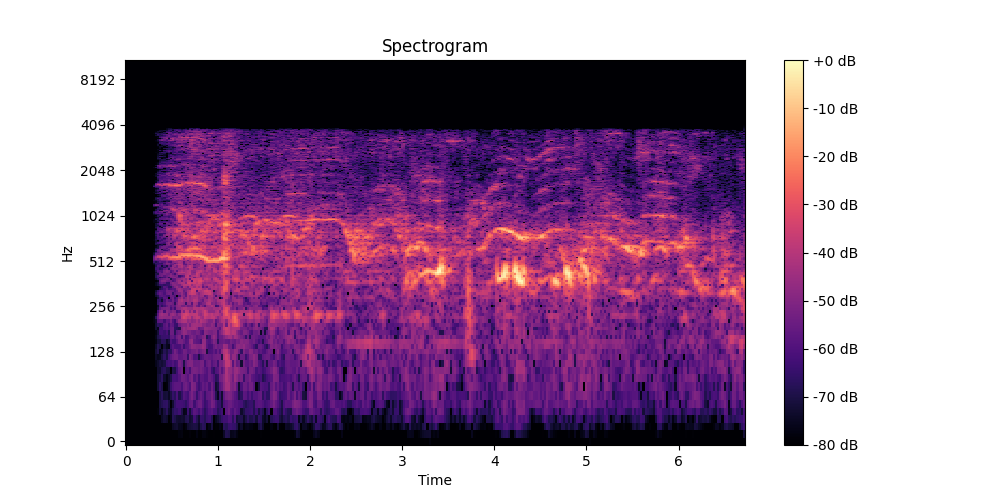 Spectrogram
8192
4096
2048
1024
512
256
128
64
0
Hz
0 1 2 3 4 5 6
Time
+0 dB
-10 dB
-20 dB
-30 dB
-40 dB
-50 dB
-60 dB
-70 dB
-80 dB